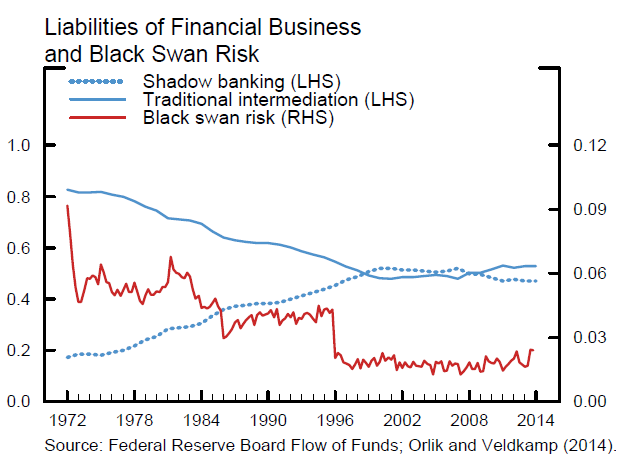 Liabilities of Financial Business
and Black Swan Risk
Shadow banking (LHS)
Traditional intermediation (LHS)
Black swan risk (RHS)
1.0 0.12
0.8 0.09
0.6 0.06
0.4 0.03
0.2 0.00
0.0
1972 1978 1984 1990 1996 2002 2008 2014
Source: Federal Reserve Board Flow of Funds; Orlik and Veldkamp (2014).